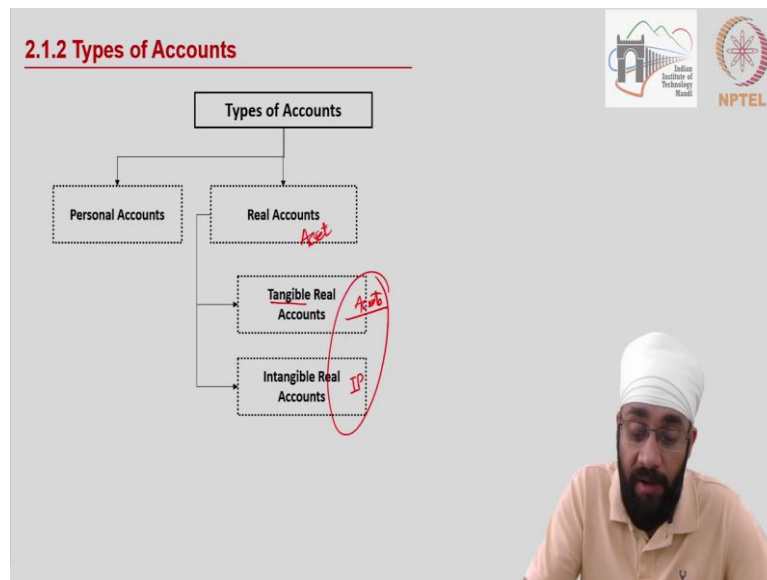 2.1.2 Types of Accounts
Indian
Institute of
Technology
Mandi
NPTEL
Types of Accounts
Personal Accounts
Real Accounts
Asset
Tangible Real
Accounts
Assets
Intangible Real
Accounts
IP